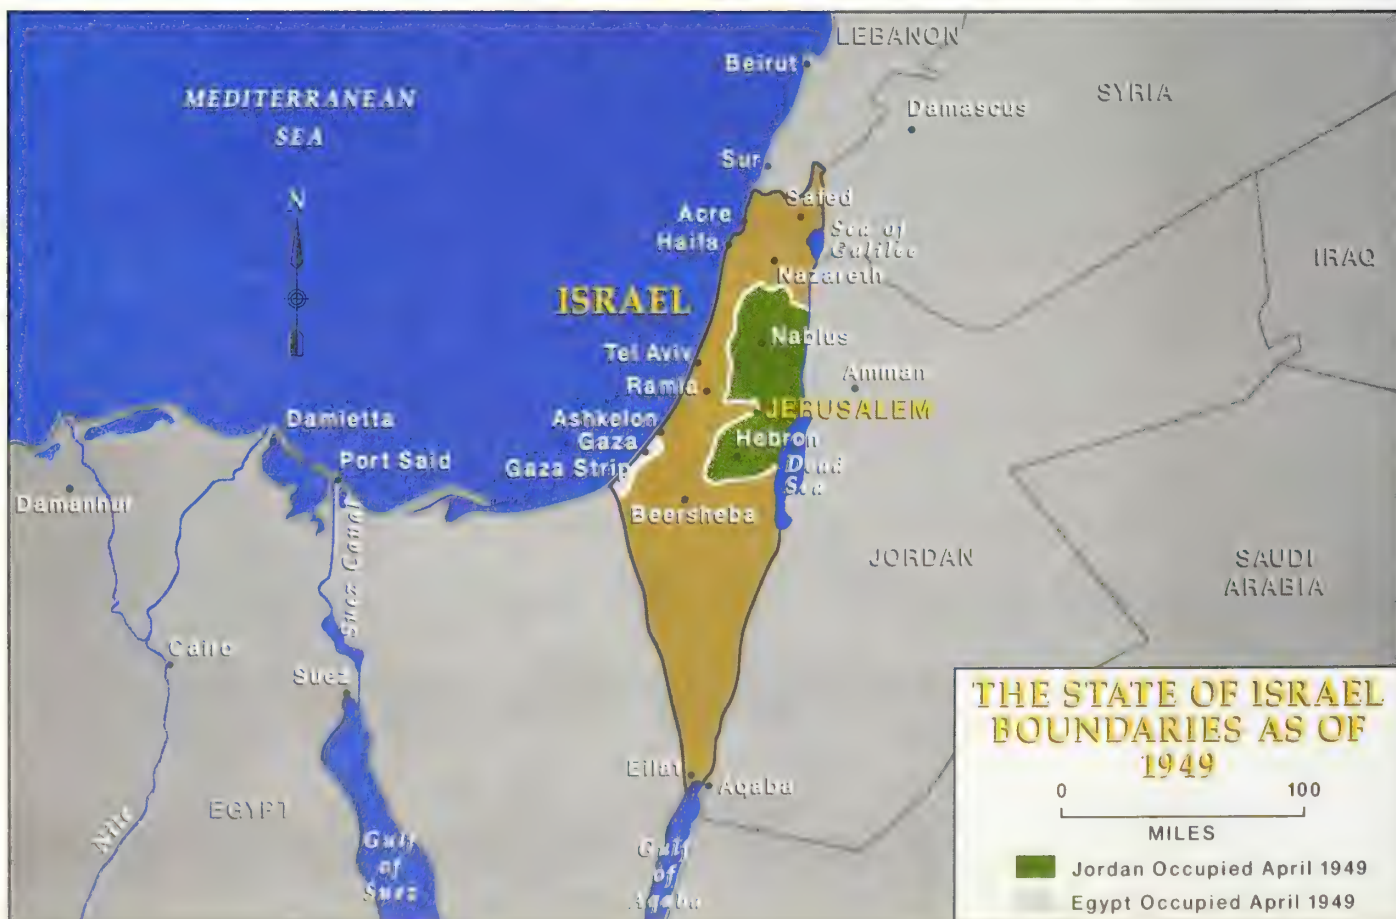 LEBANON
Beirut
MEDITERRANEAN
SEA
SYRIA
Damascus
Sur
N
Safed
Acre
Haifa
Sea of
Galilee
IRAQ
Nazareth
ISRAEL
Nablus
Tel Aviv
Amman
Ramla
JERUSALEM
Ashkelon
Damietta
Gaza
Hebron
Port Said
Gaza Strip
Dead
Sea
Damanhur
Beersheba
Suez Canal
JORDAN
SAUDI
ARABIA
Cairo
Suez
THE STATE OF ISRAEL
BOUNDARIES AS OF
1949
Eilat
Aqaba
0 100
MILES
EGYPT
Nile
Gulf
of
Suez
Gulf
of
Aqaba
Jordan Occupied April 1949
Egypt Occupied April 1949